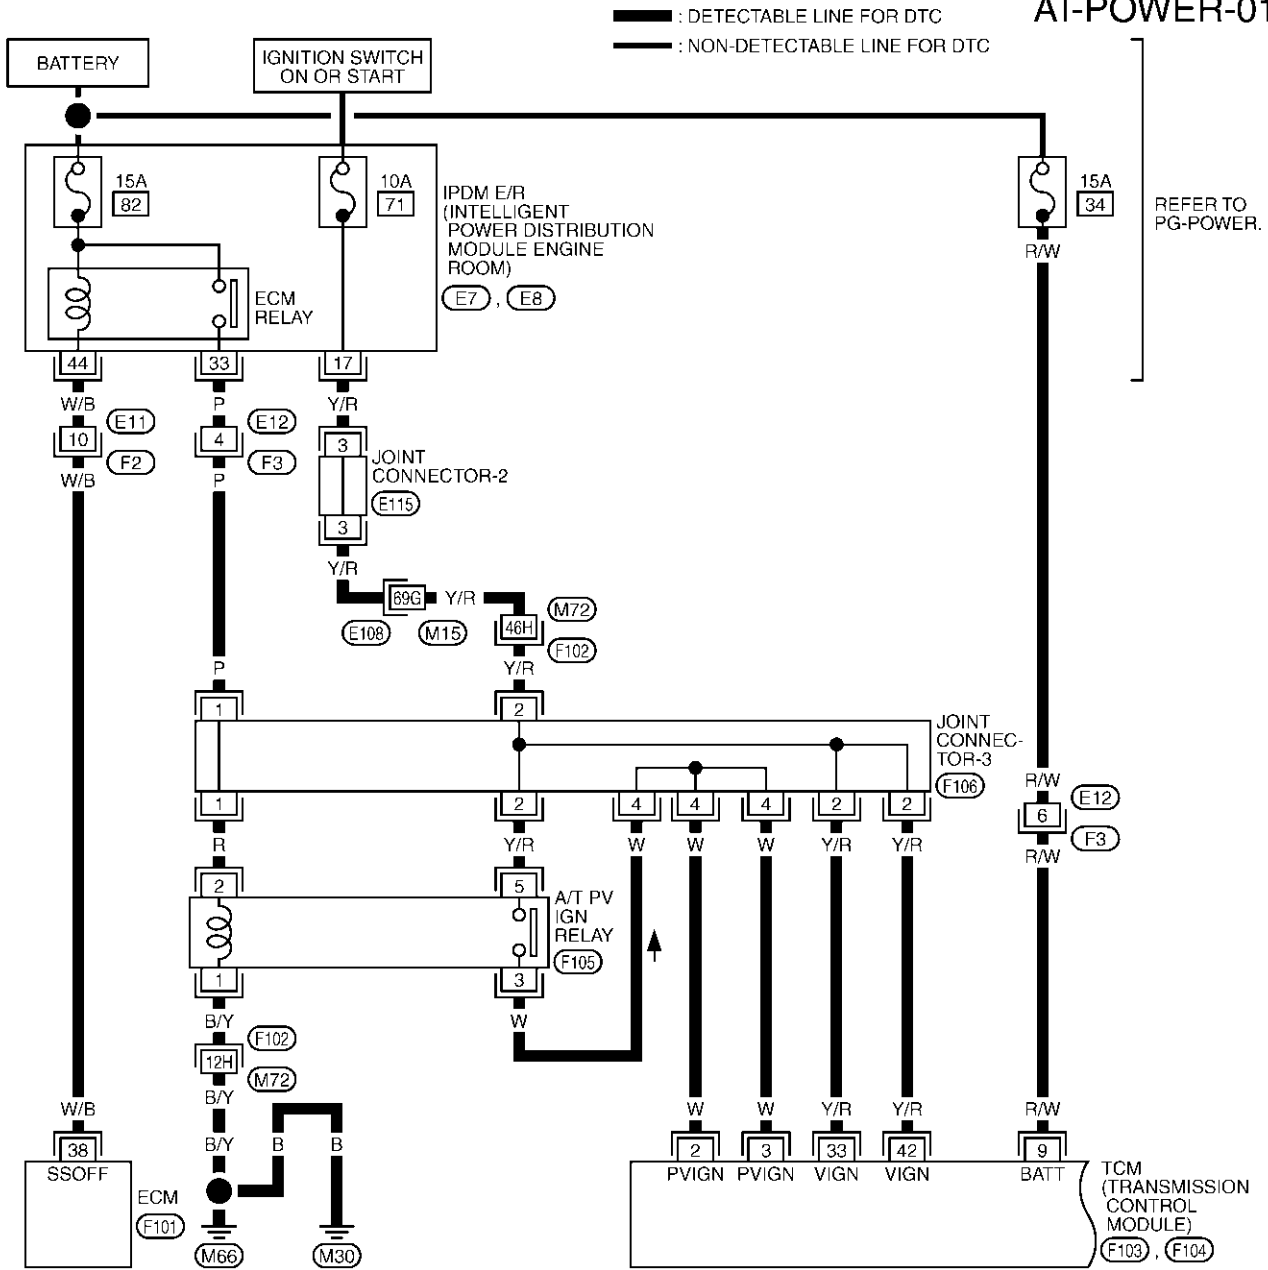 : DETECTABLE LINE FOR DTC
: NON-DETECTABLE LINE FOR DTC
AT-POWER-01
BATTERY
IGNITION SWITCH
ON OR START
15A
82
10A
71
IPDM E/R
(INTELLIGENT
POWER DISTRIBUTION
MODULE ENGINE
ROOM)
E7 , E8
15A
34
REFER TO
PG-POWER.
R/W
ECM
RELAY
44
33
17
W/B
P
Y/R
E11
E12
10
4
3
F2
F3
W/B
P
JOINT
CONNECTOR-2
E115
3
Y/R
69G
Y/R
E108
M15
M72
46H
F102
P
Y/R
1
2
JOINT
CONNEC-
TOR-3
F106
1
2
4
4
4
2
2
R/W
E12
6
F3
R/W
R
Y/R
W
W
W
Y/R
Y/R
2
5
A/T PV
IGN
RELAY
F105
1
3
B/Y
W
F102
12H
M72
B/Y
W/B
B/Y
B
B
W
W
Y/R
Y/R
R/W
38
SSOFF
ECM
F101
M66
M30
2
3
33
42
9
PVIGN
PVIGN
VIGN
VIGN
BATT
TCM
(TRANSMISSION
CONTROL
MODULE)
F103 , F104